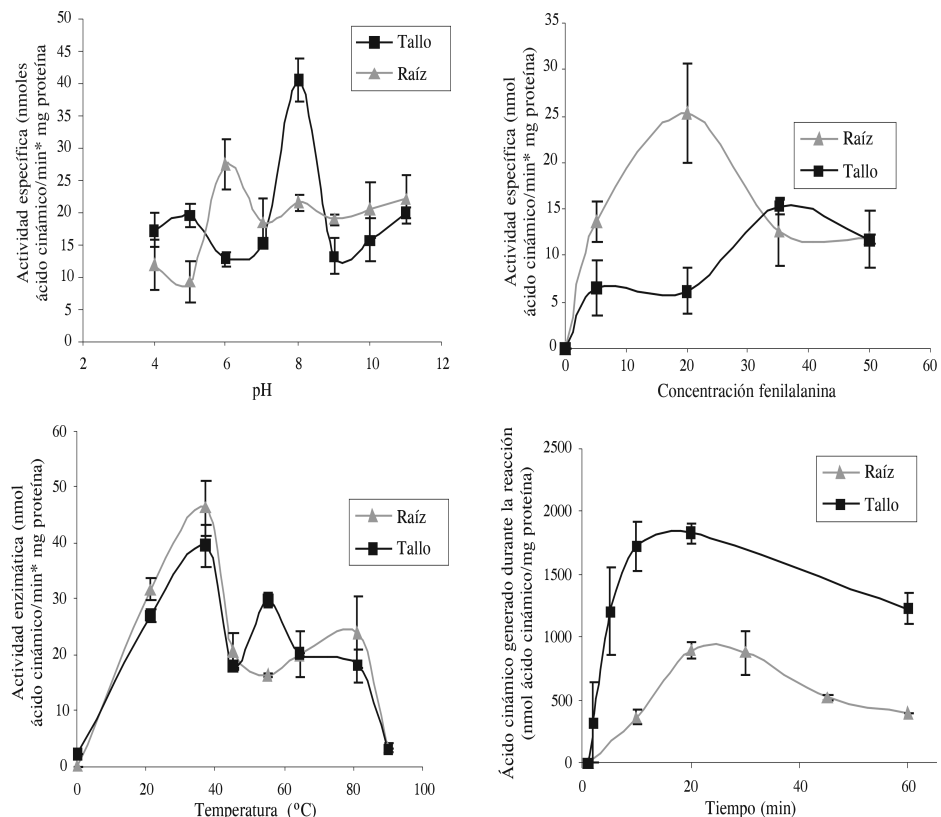 Actividad específica (nmoles
ácido cinámico/min* mg proteína)
50
45
40
35
30
25
20
15
10
5
0
2
4
6
8
10
12
pH
Tallo
Raíz
Actividad específica (nmol
ácido cinámico/min* mg proteína)
35
30
25
20
15
10
5
0
0
10
20
30
40
50
60
Concentración fenilalanina
Raíz
Tallo
Actividad enzimática (nmol
ácido cinámico/min* mg proteína)
60
50
40
30
20
10
0
0
20
40
60
80
100
Temperatura (ºC)
Raíz
Tallo
Ácido cinámico generado durante la reacción
(nmol ácido cinámico/mg proteína)
2500
2000
1500
1000
500
0
0
20
40
60
Tiempo (min)
Raíz
Tallo